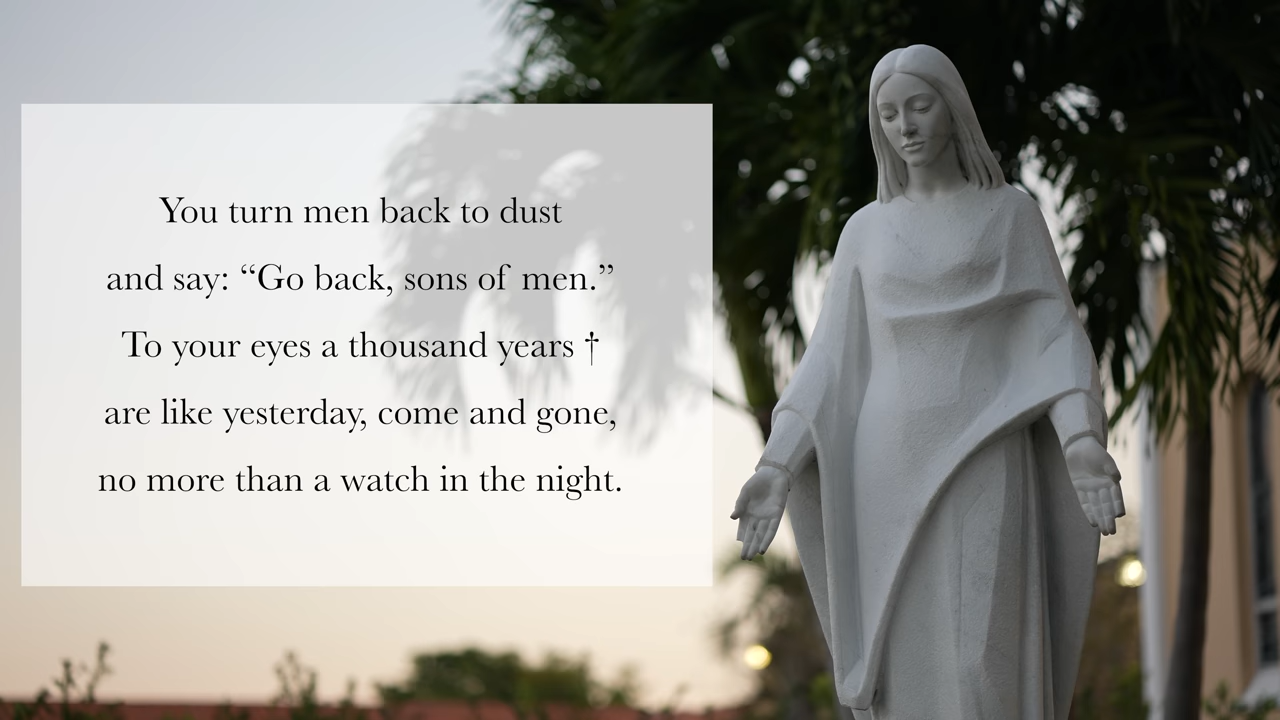 You turn men back to dust
and say: “Go back, sons of men.”
To your eyes a thousand years †
are like yesterday, come and gone,
no more than a watch in the night.